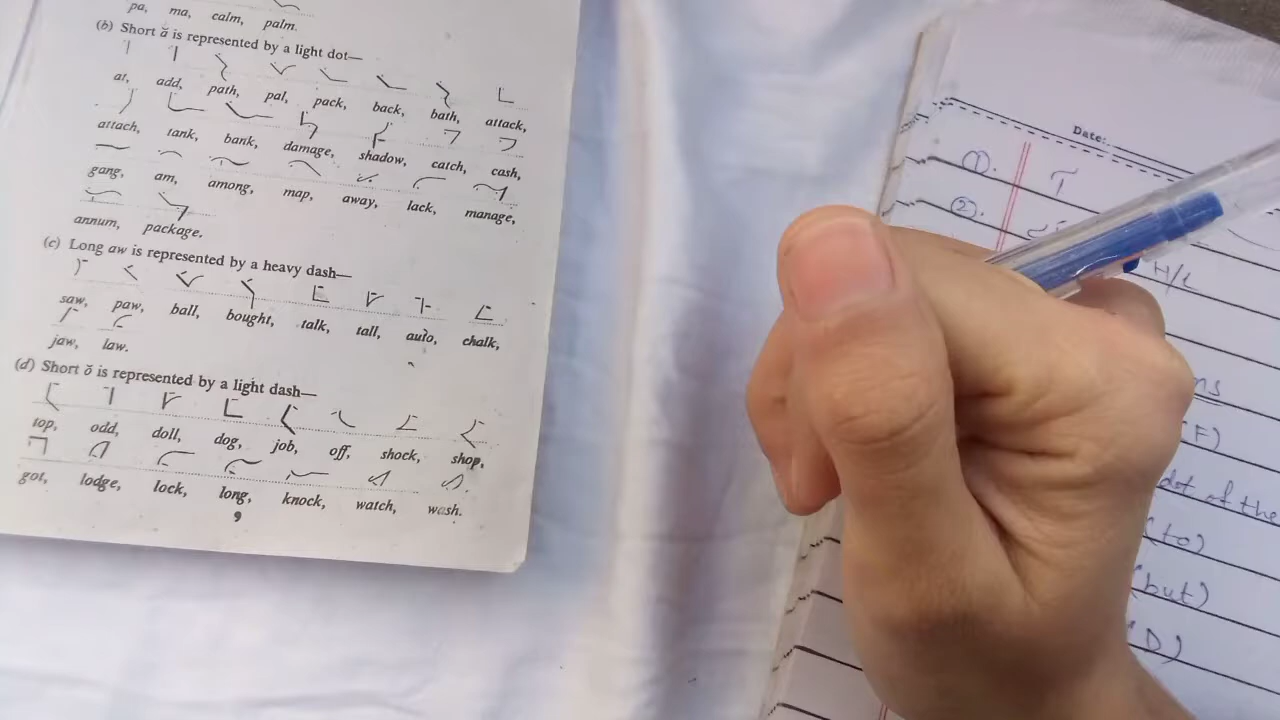 pa, ma, calm, palm.
(b) Short ă is represented by a light dot—
at, add, path, pal, pack, back, bath, attack,
attach, tank, bank, damage, shadow, catch, cash,
gang, am, among, map, away, lack, manage,
annum, package.
(c) Long aw is represented by a heavy dash—
saw, paw, ball, bought, talk, tall, auto, chalk,
jaw, law.
(d) Short ŏ is represented by a light dash—
top, odd, doll, dog, job, off, shock, shop,
got, lodge, lock, long, knock, watch, wash.
9
Date:
①.
②.
H/L
ns
(F)
dot of the
(to)
(but)
(D)